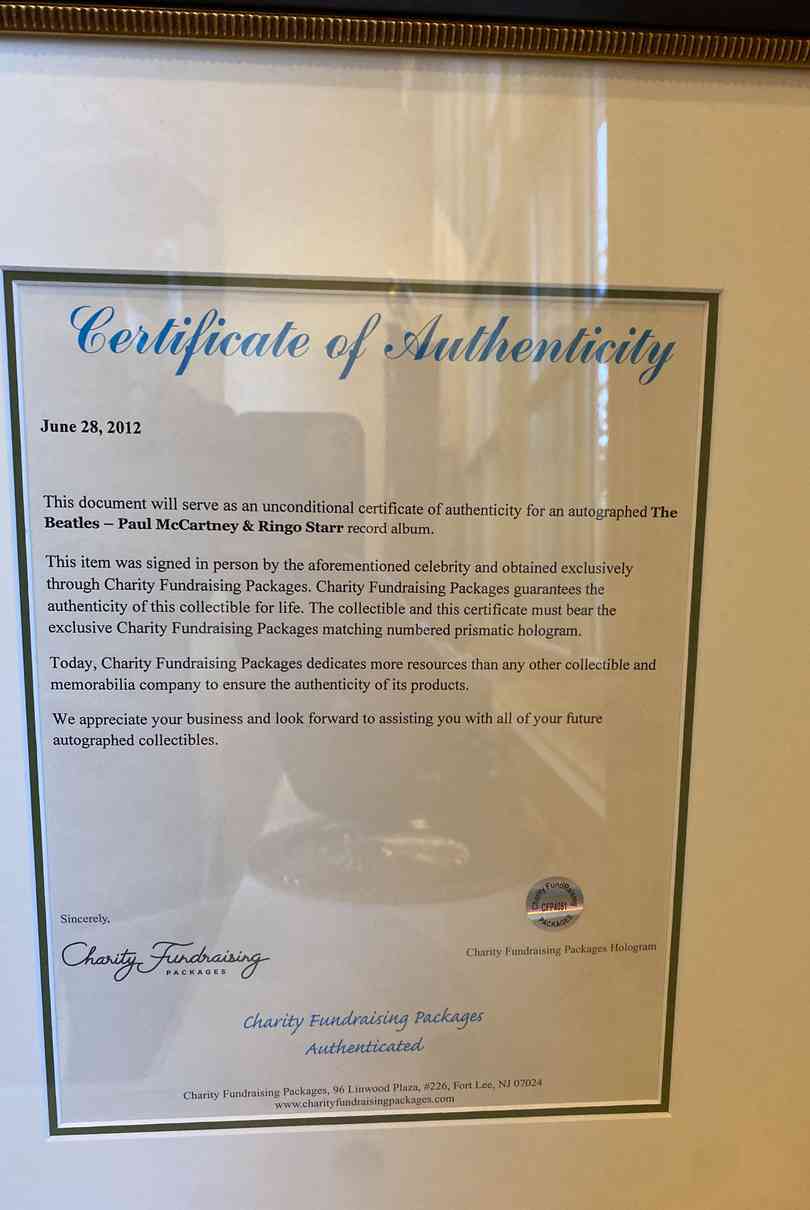 Certificate of Authenticity
June 28, 2012
This document will serve as an unconditional certificate of authenticity for an autographed The
Beatles – Paul McCartney & Ringo Starr record album.
This item was signed in person by the aforementioned celebrity and obtained exclusively
through Charity Fundraising Packages. Charity Fundraising Packages guarantees the
authenticity of this collectible for life. The collectible and this certificate must bear the
exclusive Charity Fundraising Packages matching numbered prismatic hologram.
Today, Charity Fundraising Packages dedicates more resources than any other collectible and
memorabilia company to ensure the authenticity of its products.
We appreciate your business and look forward to assisting you with all of your future
autographed collectibles.
Sincerely,
Charity Fundraising
PACKAGES
Charity FundRaising
CFP4051
PACKAGES
Charity Fundraising Packages Hologram
Charity Fundraising Packages
Authenticated
Charity Fundraising Packages, 96 Linwood Plaza, #226, Fort Lee, NJ 07024
www.charityfundraisingpackages.com